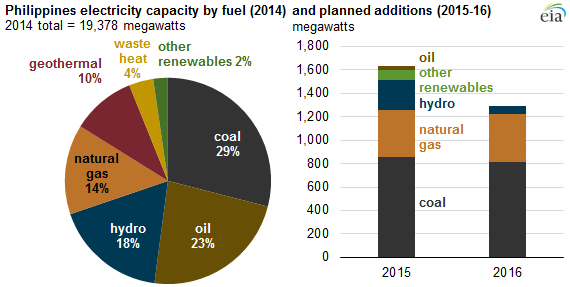 Philippines electricity capacity by fuel (2014) and planned additions (2015-16)
2014 total = 19,378 megawatts
megawatts
eia
waste
heat
4%
other
renewables 2%
geothermal
10%
coal
29%
natural
gas
14%
hydro
18%
oil
23%
1,800
1,600
1,400
1,200
1,000
800
600
400
200
0
oil
other
renewables
hydro
natural
gas
coal
2015
2016